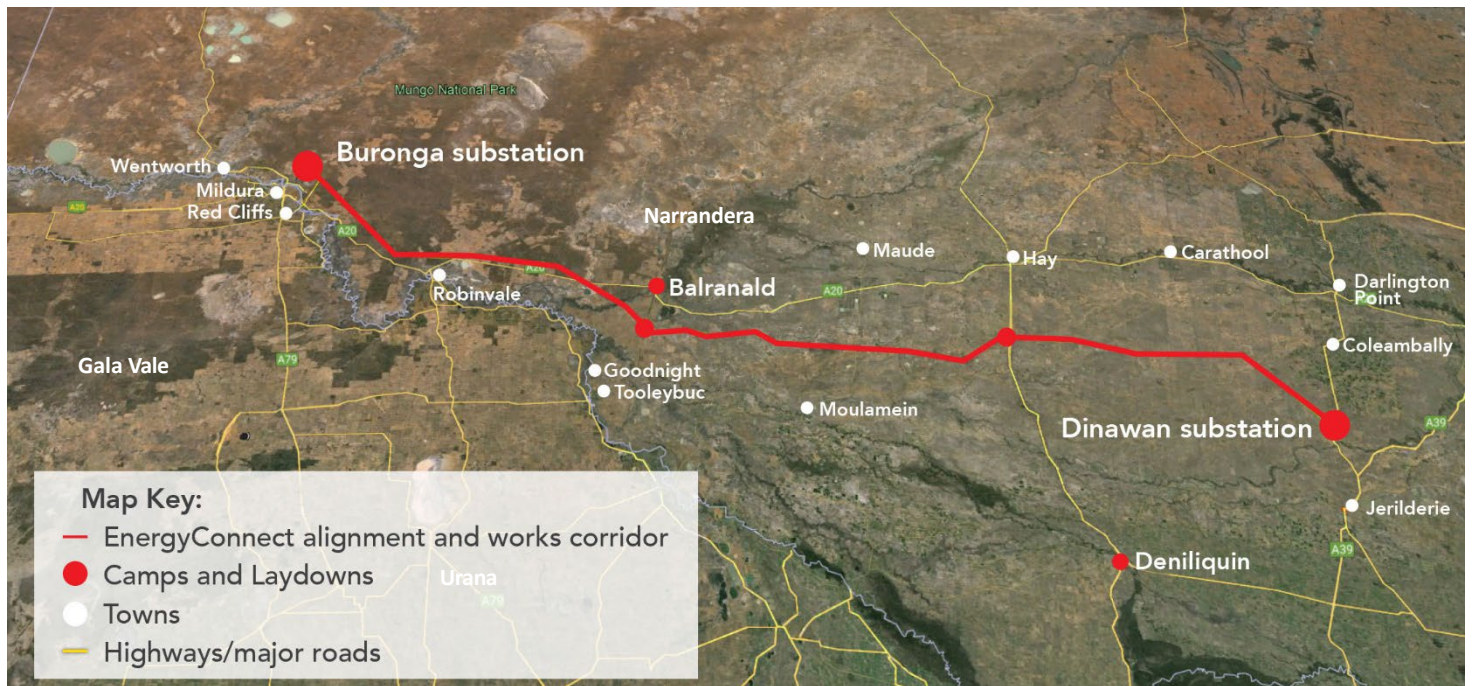 Mungo National Park
Buronga substation
Wentworth
Mildura
Red Cliffs
A20
A20
Narrandera
Maude
Hay
Carathool
A20
Robinvale
Balranald
A20
Darlington
Point
Gala Vale
A79
Goodnight
Tooleybuc
Coleambally
Moulamein
Dinawan substation
A39
Map Key:
EnergyConnect alignment and works corridor
Jerilderie
Camps and Laydowns
A39
Urana
Deniliquin
A79
Towns
Highways/major roads